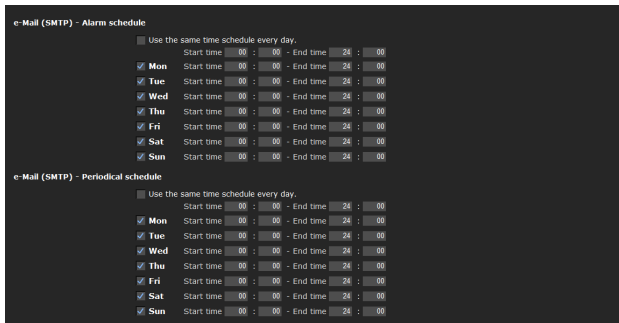 e-Mail (SMTP) - Alarm schedule
Use the same time schedule every day.
Start time 00 : 00 - End time 24 : 00
Mon Start time 00 : 00 - End time 24 : 00
Tue Start time 00 : 00 - End time 24 : 00
Wed Start time 00 : 00 - End time 24 : 00
Thu Start time 00 : 00 - End time 24 : 00
Fri Start time 00 : 00 - End time 24 : 00
Sat Start time 00 : 00 - End time 24 : 00
Sun Start time 00 : 00 - End time 24 : 00
e-Mail (SMTP) - Periodical schedule
Use the same time schedule every day.
Start time 00 : 00 - End time 24 : 00
Mon Start time 00 : 00 - End time 24 : 00
Tue Start time 00 : 00 - End time 24 : 00
Wed Start time 00 : 00 - End time 24 : 00
Thu Start time 00 : 00 - End time 24 : 00
Fri Start time 00 : 00 - End time 24 : 00
Sat Start time 00 : 00 - End time 24 : 00
Sun Start time 00 : 00 - End time 24 : 00